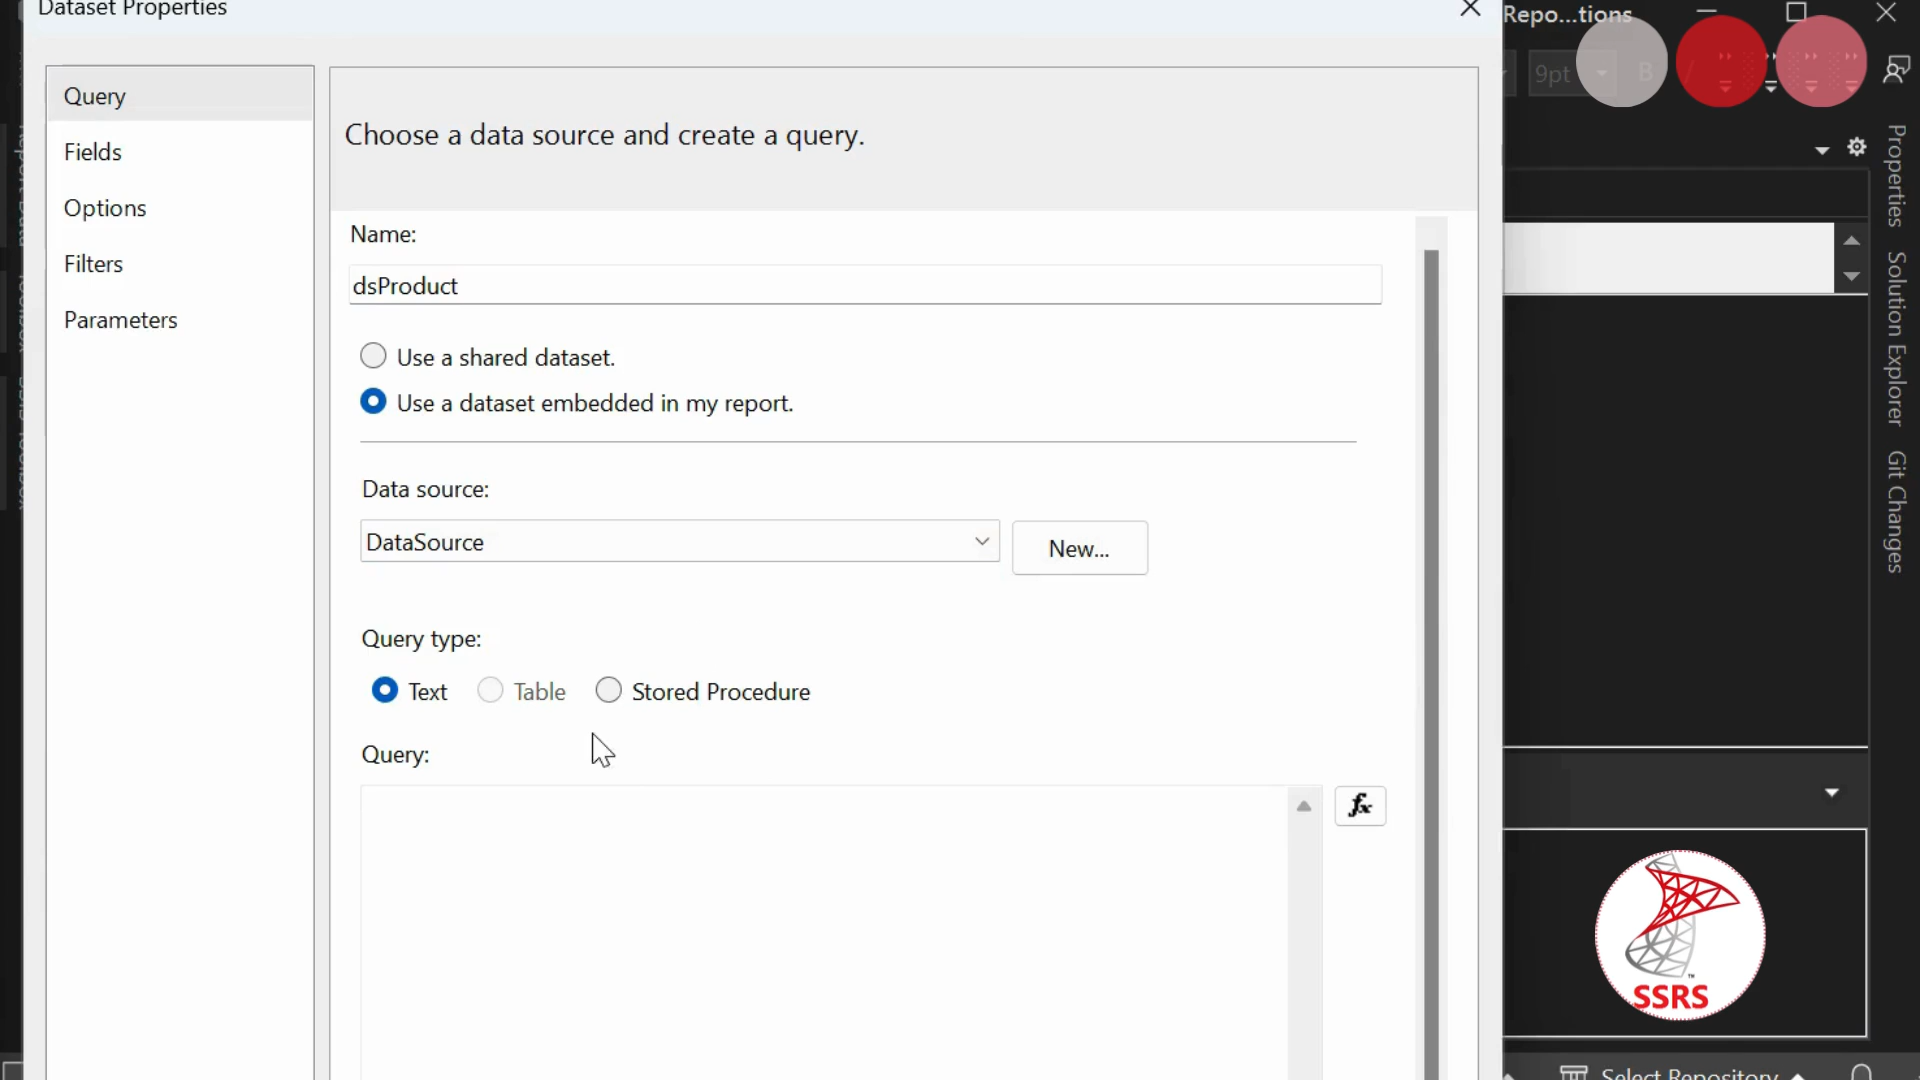 Dataset Properties
Repo...tions
9pt
B
Query
Fields
Options
Filters
Parameters
Choose a data source and create a query.
Name:
dsProduct
Use a shared dataset.
Use a dataset embedded in my report.
Data source:
DataSource
New...
Query type:
Text
Table
Stored Procedure
Query:
fx
Properties
Solution Explorer
Git Changes
SSRS
Select Repository